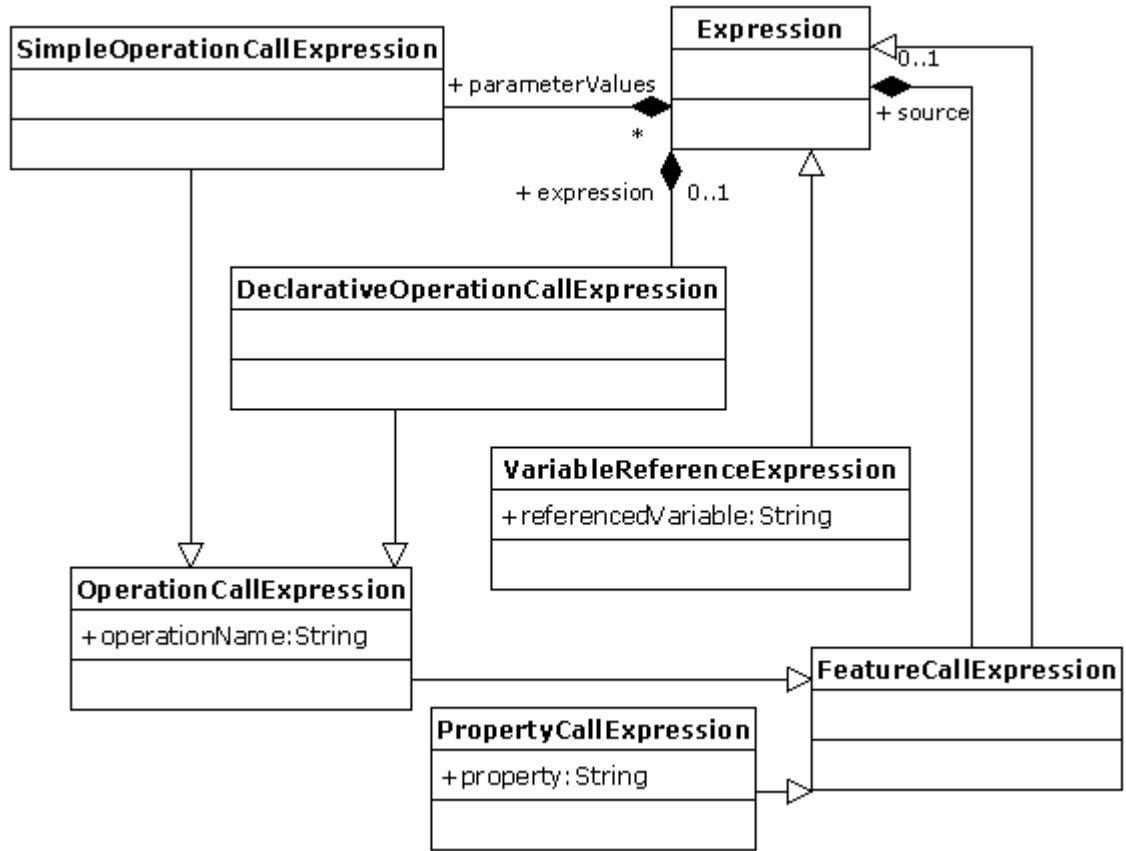 Expression
SimpleOperationCallExpression
0..1
+ parameterValues
+ source
*
+ expression
0..1
DeclarativeOperationCallExpression
VariableReferenceExpression
+referencedVariable:String
OperationCallExpression
+operationName:String
FeatureCallExpression
PropertyCallExpression
+property:String